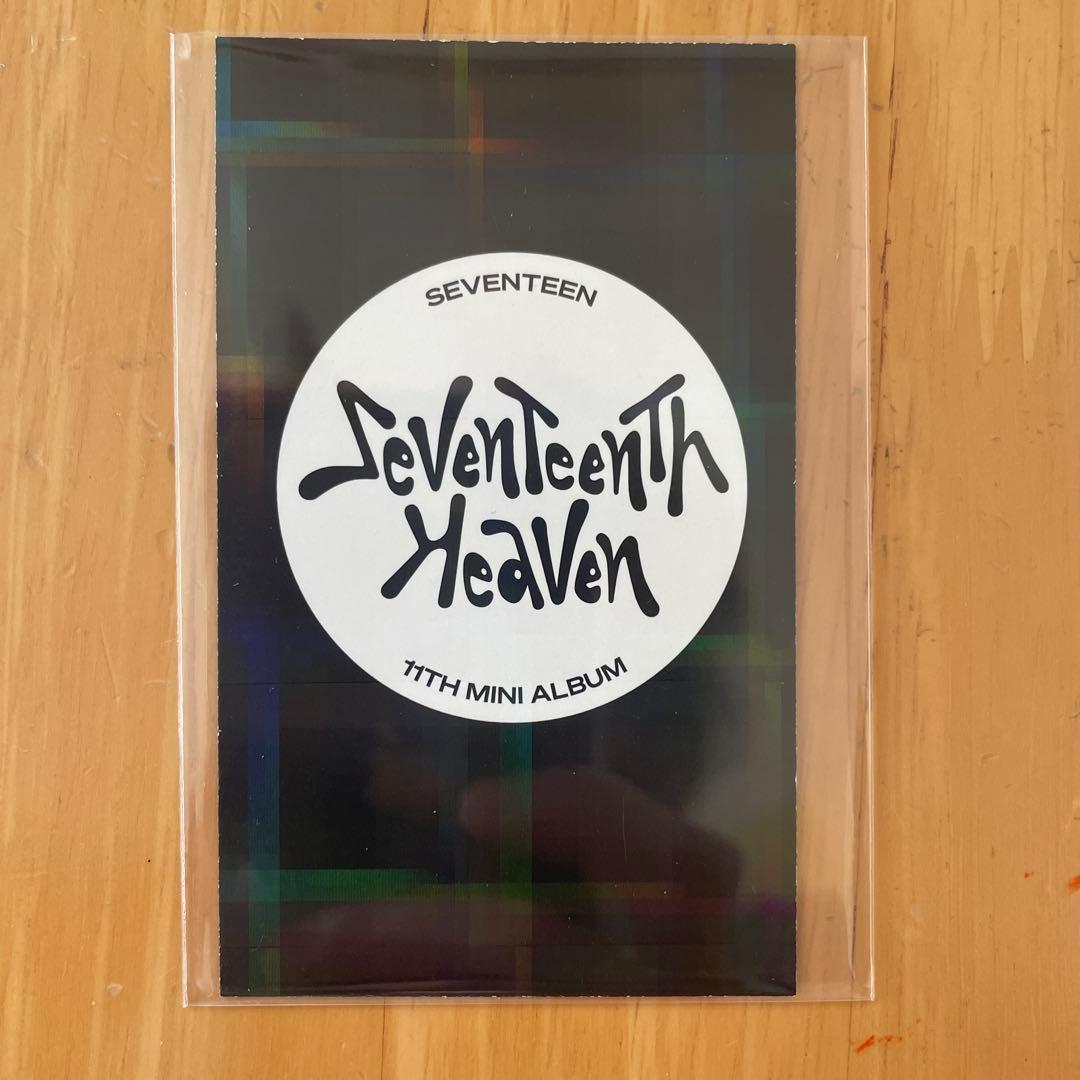 SEVENTEEN
SevenTeenTh
Heaven
11TH MINI ALBUM